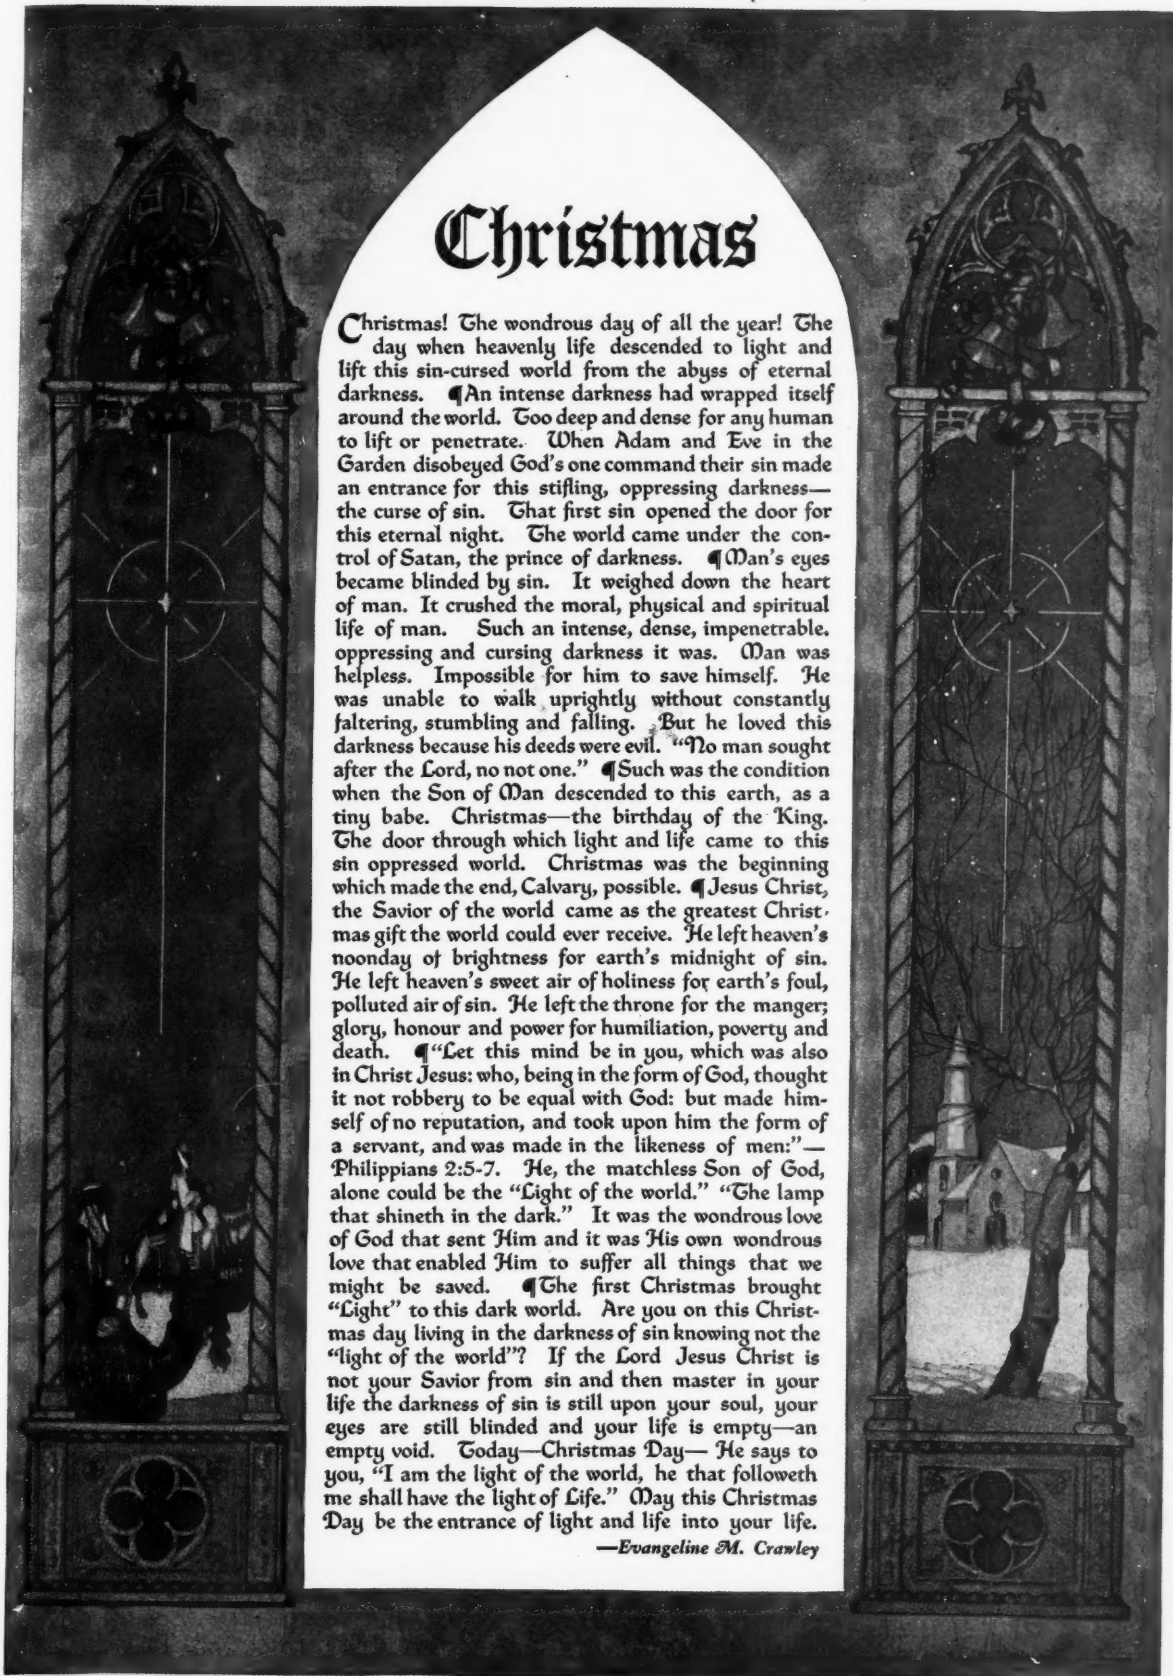 Christmas
Christmas! The wondrous day of all the year! The
day when heavenly life descended to light and
lift this sin-cursed world from the abyss of eternal
darkness. ¶An intense darkness had wrapped itself
around the world. Too deep and dense for any human
to lift or penetrate. When Adam and Eve in the
Garden disobeyed God's one command their sin made
an entrance for this stifling, oppressing darkness—
the curse of sin. That first sin opened the door for
this eternal night. The world came under the con-
trol of Satan, the prince of darkness. ¶Man's eyes
became blinded by sin. It weighed down the heart
of man. It crushed the moral, physical and spiritual
life of man. Such an intense, dense, impenetrable,
oppressing and cursing darkness it was. Man was
helpless. Impossible for him to save himself. He
was unable to walk uprightly without constantly
faltering, stumbling and falling. But he loved this
darkness because his deeds were evil. "No man sought
after the Lord, no not one." ¶Such was the condition
when the Son of Man descended to this earth, as a
tiny babe. Christmas—the birthday of the King.
The door through which light and life came to this
sin oppressed world. Christmas was the beginning
which made the end, Calvary, possible. ¶Jesus Christ,
the Savior of the world came as the greatest Christ-
mas gift the world could ever receive. He left heaven's
noonday of brightness for earth's midnight of sin.
He left heaven's sweet air of holiness for earth's foul,
polluted air of sin. He left the throne for the manger;
glory, honour and power for humiliation, poverty and
death. ¶"Let this mind be in you, which was also
in Christ Jesus: who, being in the form of God, thought
it not robbery to be equal with God: but made him-
self of no reputation, and took upon him the form of
a servant, and was made in the likeness of men:"—
Philippians 2:5-7. He, the matchless Son of God,
alone could be the "Light of the world." "The lamp
that shineth in the dark." It was the wondrous love
of God that sent Him and it was His own wondrous
love that enabled Him to suffer all things that we
might be saved. ¶The first Christmas brought
"Light" to this dark world. Are you on this Christ-
mas day living in the darkness of sin knowing not the
"light of the world"? If the Lord Jesus Christ is
not your Savior from sin and then master in your
life the darkness of sin is still upon your soul, your
eyes are still blinded and your life is empty—an
empty void. Today—Christmas Day— He says to
you, "I am the light of the world, he that followeth
me shall have the light of Life." May this Christmas
Day be the entrance of light and life into your life.
—Evangeline M. Crawley